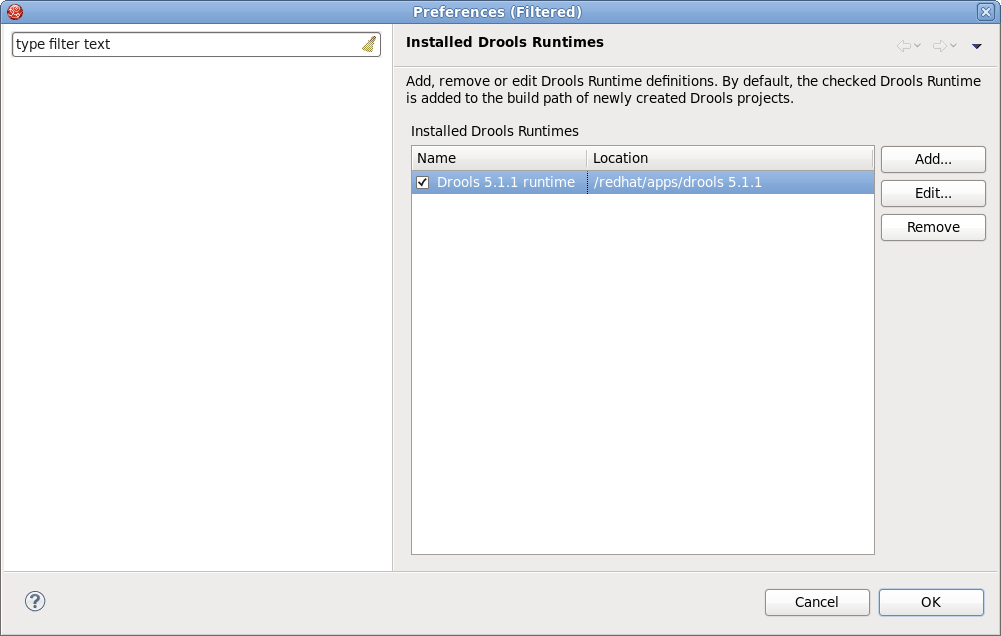 Preferences (Filtered)
type filter text
Installed Drools Runtimes
Add, remove or edit Drools Runtime definitions. By default, the checked Drools Runtime
is added to the build path of newly created Drools projects.
Installed Drools Runtimes
Name Location
Drools 5.1.1 runtime /redhat/apps/drools 5.1.1
Add...
Edit...
Remove
?
Cancel OK